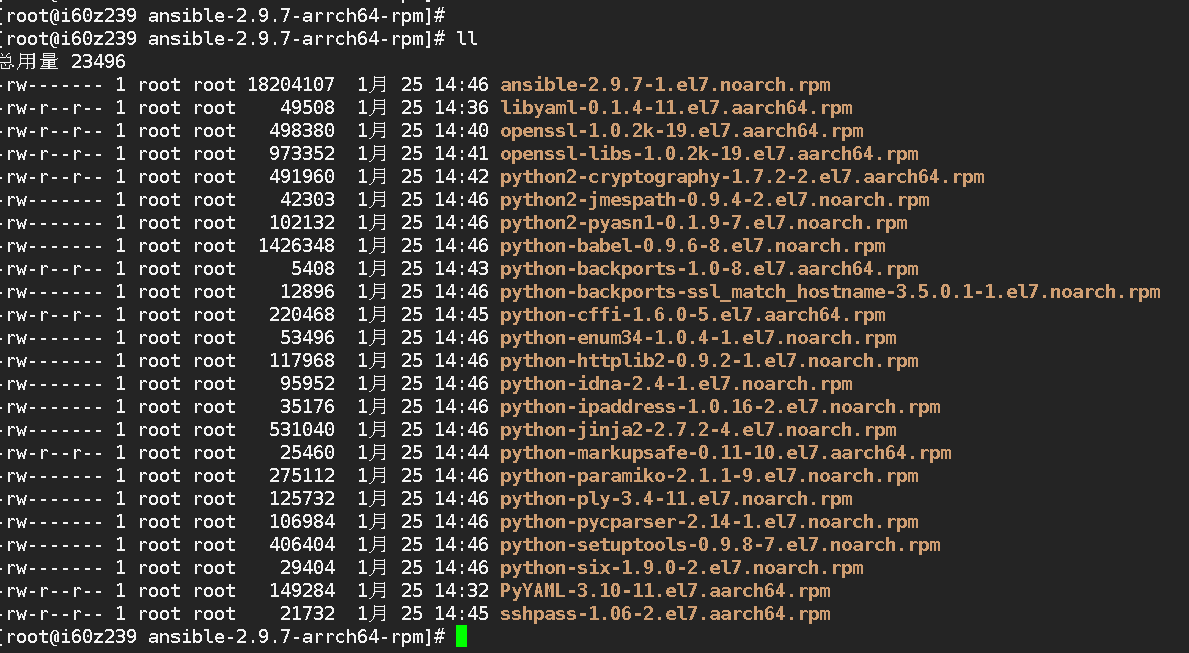 [root@i60z239 ansible-2.9.7-arrch64-rpm]#
[root@i60z239 ansible-2.9.7-arrch64-rpm]# ll
总用量 23496
-rw------- 1 root root 18204107 1月 25 14:46 ansible-2.9.7-1.el7.noarch.rpm
-rw-r--r-- 1 root root 49508 1月 25 14:36 libyaml-0.1.4-11.el7.aarch64.rpm
-rw-r--r-- 1 root root 498380 1月 25 14:40 openssl-1.0.2k-19.el7.aarch64.rpm
-rw-r--r-- 1 root root 973352 1月 25 14:41 openssl-libs-1.0.2k-19.el7.aarch64.rpm
-rw-r--r-- 1 root root 491960 1月 25 14:42 python2-cryptography-1.7.2-2.el7.aarch64.rpm
-rw------- 1 root root 42303 1月 25 14:46 python2-jmespath-0.9.4-2.el7.noarch.rpm
-rw------- 1 root root 102132 1月 25 14:46 python2-pyasn1-0.1.9-7.el7.noarch.rpm
-rw------- 1 root root 1426348 1月 25 14:46 python-babel-0.9.6-8.el7.noarch.rpm
-rw-r--r-- 1 root root 5408 1月 25 14:43 python-backports-1.0-8.el7.aarch64.rpm
-rw------- 1 root root 12896 1月 25 14:46 python-backports-ssl_match_hostname-3.5.0.1-1.el7.noarch.rpm
-rw-r--r-- 1 root root 220468 1月 25 14:45 python-cffi-1.6.0-5.el7.aarch64.rpm
-rw------- 1 root root 53496 1月 25 14:46 python-enum34-1.0.4-1.el7.noarch.rpm
-rw------- 1 root root 117968 1月 25 14:46 python-httplib2-0.9.2-1.el7.noarch.rpm
-rw------- 1 root root 95952 1月 25 14:46 python-idna-2.4-1.el7.noarch.rpm
-rw------- 1 root root 35176 1月 25 14:46 python-ipaddress-1.0.16-2.el7.noarch.rpm
-rw------- 1 root root 531040 1月 25 14:46 python-jinja2-2.7.2-4.el7.noarch.rpm
-rw-r--r-- 1 root root 25460 1月 25 14:44 python-markupsafe-0.11-10.el7.aarch64.rpm
-rw------- 1 root root 275112 1月 25 14:46 python-paramiko-2.1.1-9.el7.noarch.rpm
-rw------- 1 root root 125732 1月 25 14:46 python-ply-3.4-11.el7.noarch.rpm
-rw------- 1 root root 106984 1月 25 14:46 python-pycparser-2.14-1.el7.noarch.rpm
-rw------- 1 root root 406404 1月 25 14:46 python-setuptools-0.9.8-7.el7.noarch.rpm
-rw------- 1 root root 29404 1月 25 14:46 python-six-1.9.0-2.el7.noarch.rpm
-rw------- 1 root root 149284 1月 25 14:32 PyYAML-3.10-11.el7.aarch64.rpm
-rw-r--r-- 1 root root 21732 1月 25 14:45 sshpass-1.06-2.el7.aarch64.rpm
[root@i60z239 ansible-2.9.7-arrch64-rpm]#